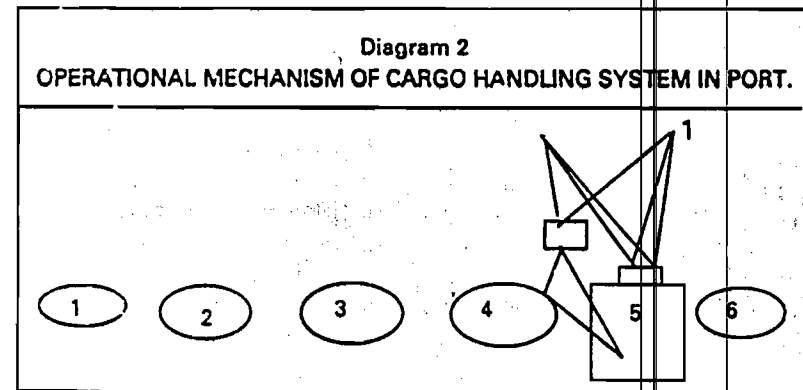 Diagram 2
OPERATIONAL MECHANISM OF CARGO HANDLING SYSTEM IN PORT.
1
1 2 3 4 5 6